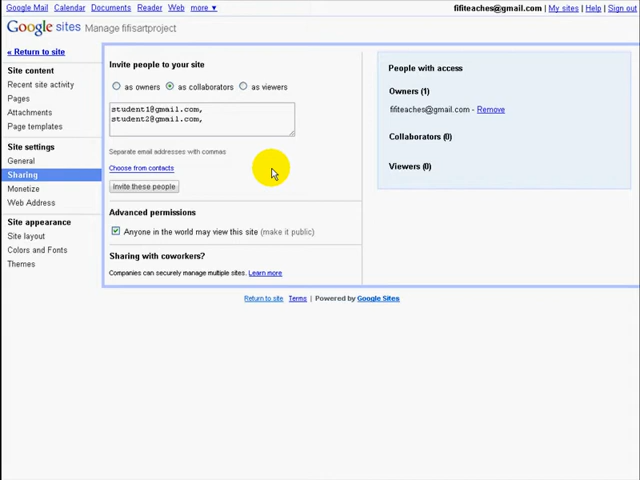 Google Mail Calendar Documents Reader Web more ▼ fifiteaches@gmail.com | My sites | Help | Sign out
Google sites Manage fifisartproject
« Return to site
Site content
Recent site activity
Pages
Attachments
Page templates
Site settings
General
Sharing
Monetize
Web Address
Site appearance
Site layout
Colors and Fonts
Themes
Invite people to your site
as owners as collaborators as viewers
student1@gmail.com,
student2@gmail.com,
Separate email addresses with commas
Choose from contacts
Invite these people
Advanced permissions
Anyone in the world may view this site (make it public)
Sharing with coworkers?
Companies can securely manage multiple sites. Learn more
People with access
Owners (1)
fifiteaches@gmail.com - Remove
Collaborators (0)
Viewers (0)
Return to site | Terms | Powered by Google Sites